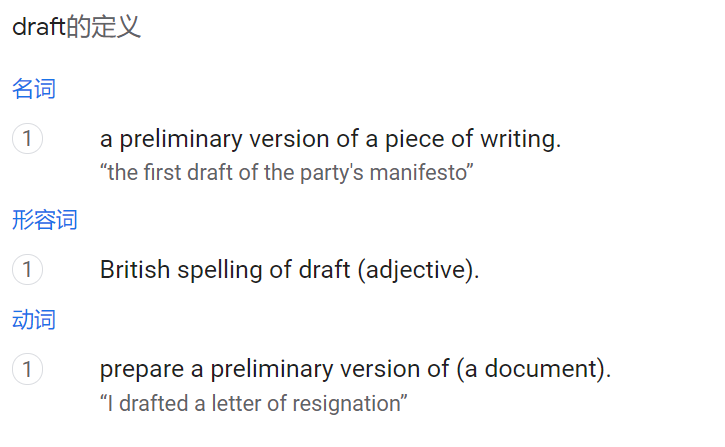 draft的定义
名词
1
a preliminary version of a piece of writing.
“the first draft of the party's manifesto”
形容词
1
British spelling of draft (adjective).
动词
1
prepare a preliminary version of (a document).
“I drafted a letter of resignation”